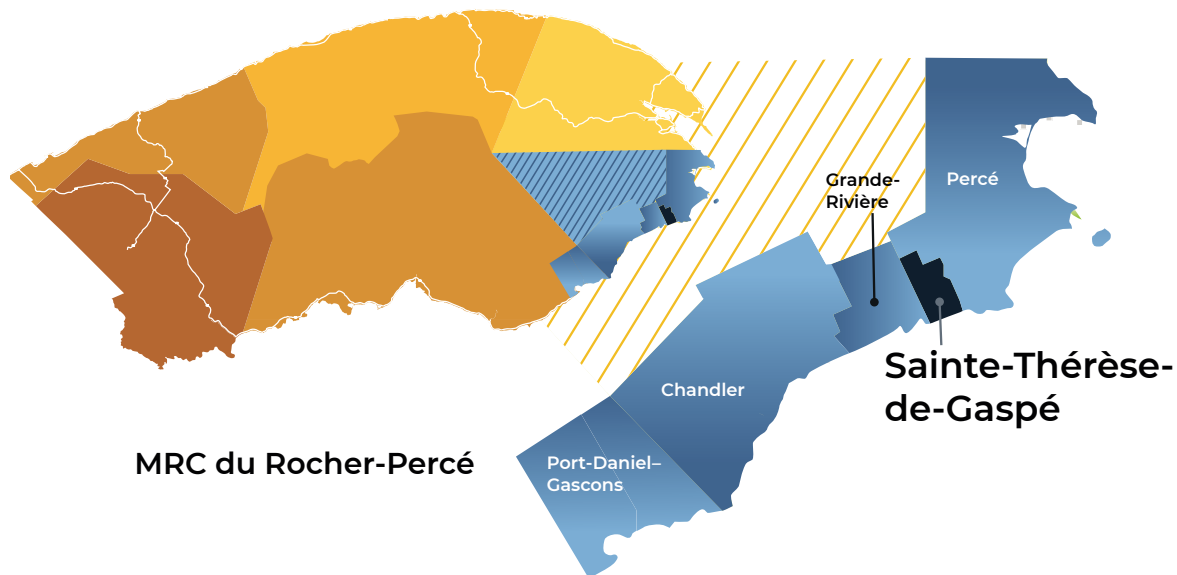 Grande-
Rivière
Percé
Sainte-Thérèse-
de-Gaspé
Chandler
MRC du Rocher-Percé
Port-Daniel–
Gascons